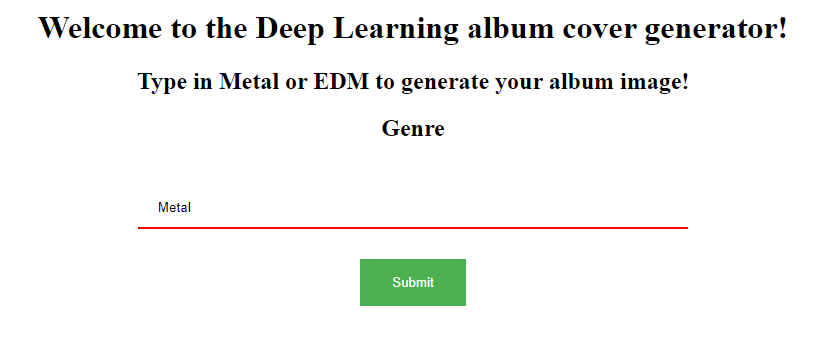 Welcome to the Deep Learning album cover generator!
Type in Metal or EDM to generate your album image!
Genre
Metal
Submit